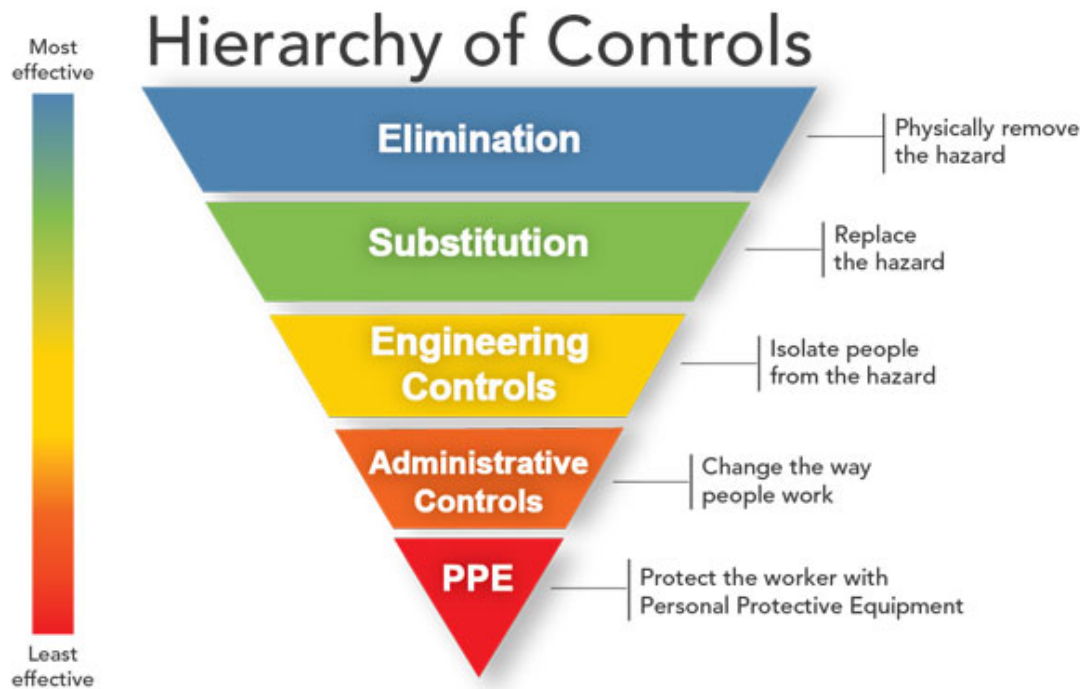 Hierarchy of Controls
Most
effective
Elimination
Physically remove
the hazard
Substitution
Replace
the hazard
Engineering
Controls
Isolate people
from the hazard
Administrative
Controls
Change the way
people work
PPE
Protect the worker with
Personal Protective Equipment
Least
effective